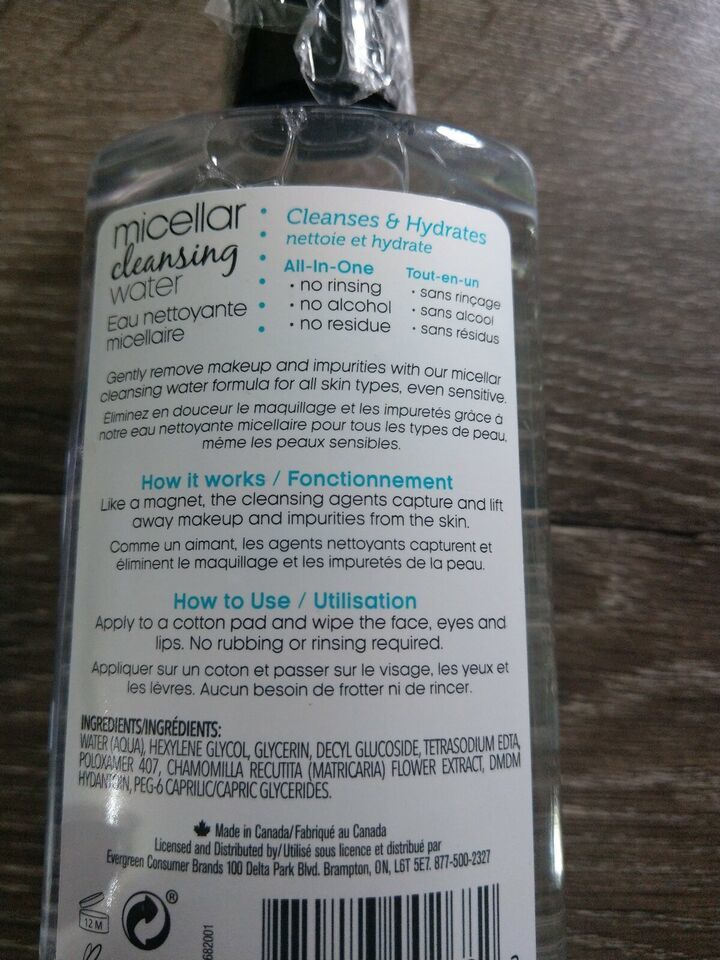 micellar
cleansing
water
Eau nettoyante
micellaire
Cleanses & Hydrates
nettoie et hydrate
All-In-One
• no rinsing
• no alcohol
• no residue
Tout-en-un
• sans rinçage
• sans alcool
• sans résidus
Gently remove makeup and impurities with our micellar
cleansing water formula for all skin types, even sensitive.
Éliminez en douceur le maquillage et les impuretés grâce à
notre eau nettoyante micellaire pour tous les types de peau,
même les peaux sensibles.
How it works / Fonctionnement
Like a magnet, the cleansing agents capture and lift
away makeup and impurities from the skin.
Comme un aimant, les agents nettoyants capturent et
éliminent le maquillage et les impuretés de la peau.
How to Use / Utilisation
Apply to a cotton pad and wipe the face, eyes and
lips. No rubbing or rinsing required.
Appliquer sur un coton et passer sur le visage, les yeux et
les lèvres. Aucun besoin de frotter ni de rincer.
INGREDIENTS/INGRÉDIENTS:
WATER (AQUA), HEXYLENE GLYCOL, GLYCERIN, DECYL GLUCOSIDE, TETRASODIUM EDTA,
POLOXAMER 407, CHAMOMILLA RECUTITA (MATRICARIA) FLOWER EXTRACT, DMDM
HYDANTOIN, PEG-6 CAPRILIC/CAPRIC GLYCERIDES.
Made in Canada/Fabriqué au Canada
Licensed and Distributed by/Utilisé sous licence et distribué par
Evergreen Consumer Brands 100 Delta Park Blvd. Brampton, ON, L6T 5E7. 877-500-2327
12 M
®
682001